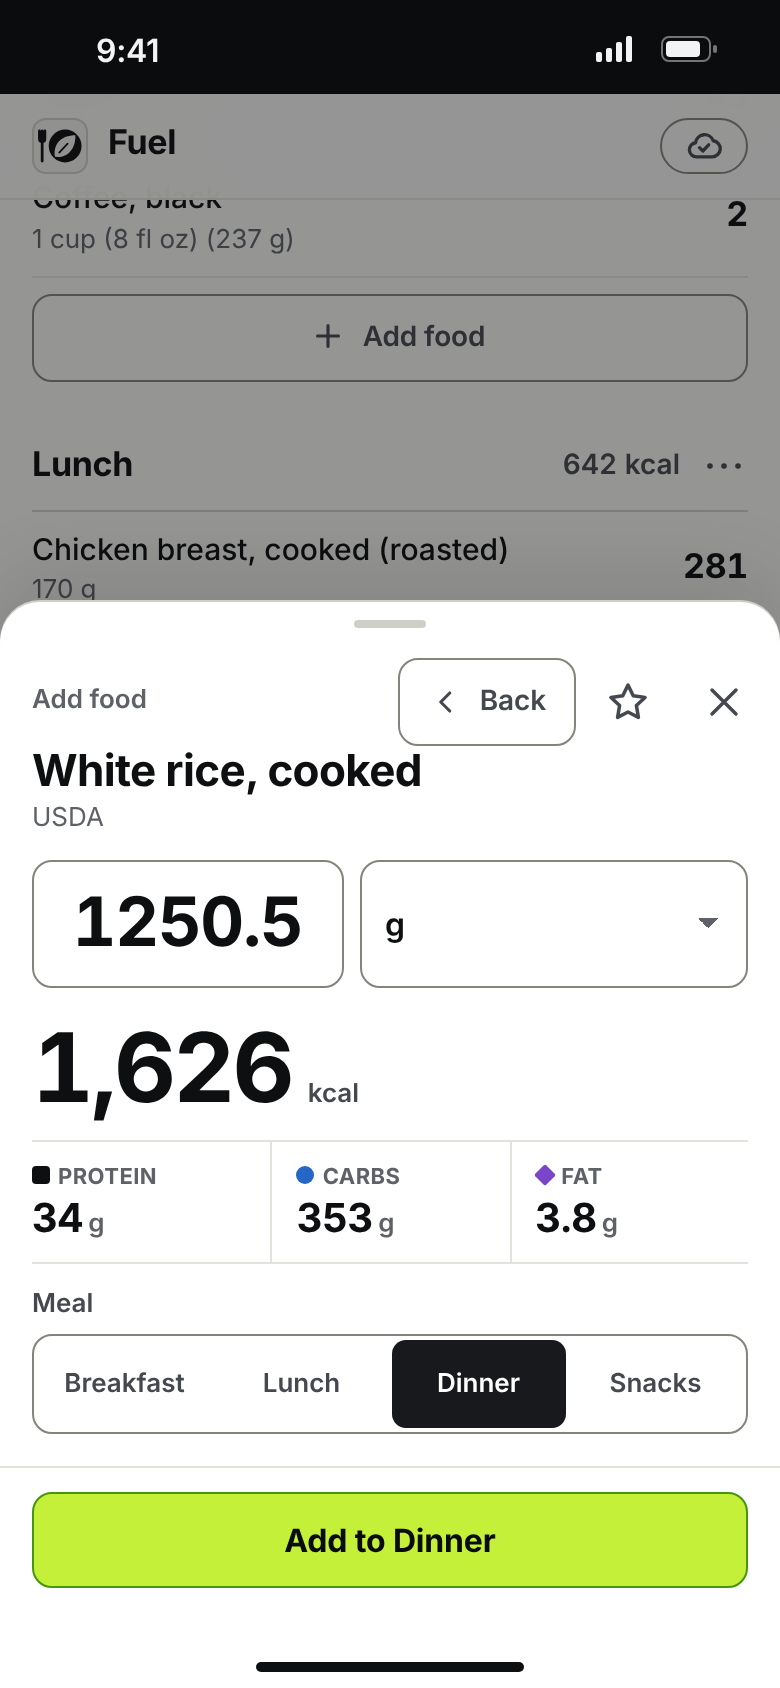 9:41
Fuel
Coffee, black
2
1 cup (8 fl oz) (237 g)
Add food
Lunch
642 kcal
Chicken breast, cooked (roasted)
281
170 g
Add food
Back
White rice, cooked
USDA
1250.5
g
1,626 kcal
PROTEIN
34 g
CARBS
353 g
FAT
3.8 g
Meal
Breakfast
Lunch
Dinner
Snacks
Add to Dinner